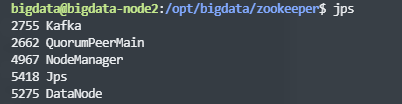 bigdata@bigdata-node2:/opt/bigdata/zookeeper$ jps
2755 Kafka
2662 QuorumPeerMain
4967 NodeManager
5418 Jps
5275 DataNode